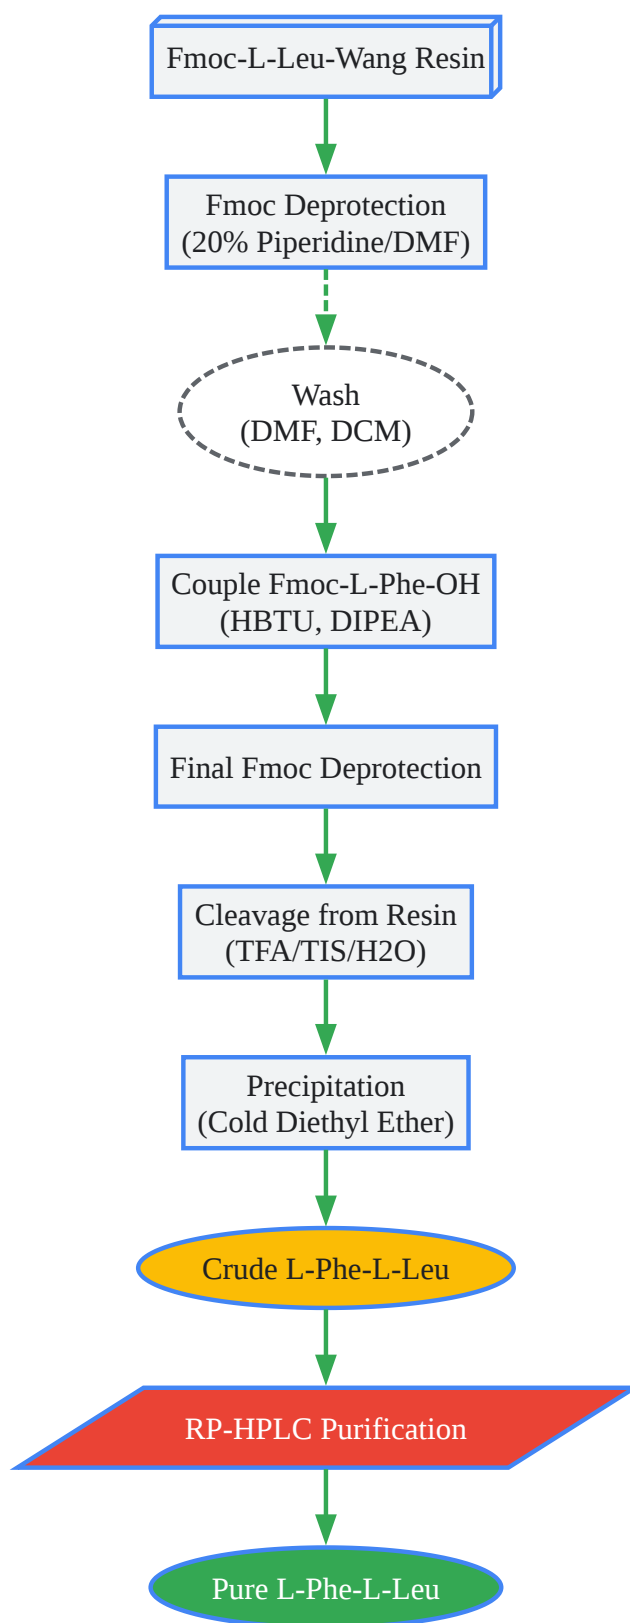 Fmoc-L-Leu-Wang Resin
Fmoc Deprotection
(20% Piperidine/DMF)
Wash
(DMF, DCM)
Couple Fmoc-L-Phe-OH
(HBTU, DIPEA)
Final Fmoc Deprotection
Cleavage from Resin
(TFA/TIS/H2O)
Precipitation
(Cold Diethyl Ether)
Crude L-Phe-L-Leu
RP-HPLC Purification
Pure L-Phe-L-Leu